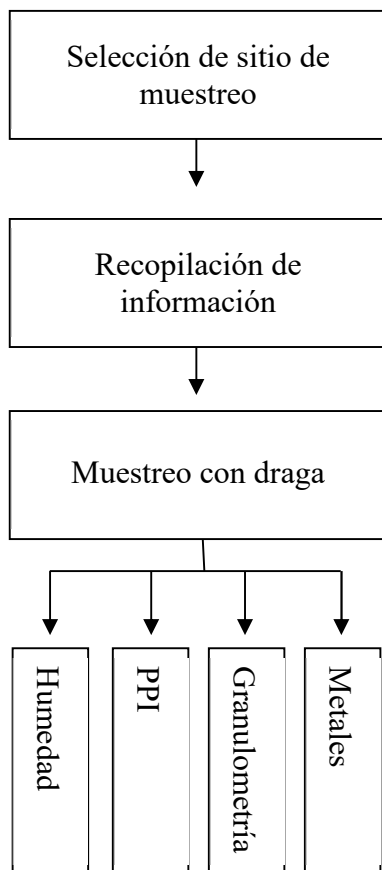 Selección de sitio de
muestreo
Recopilación de
información
Muestreo con draga
Humedad
PPI
Granulometría
Metales